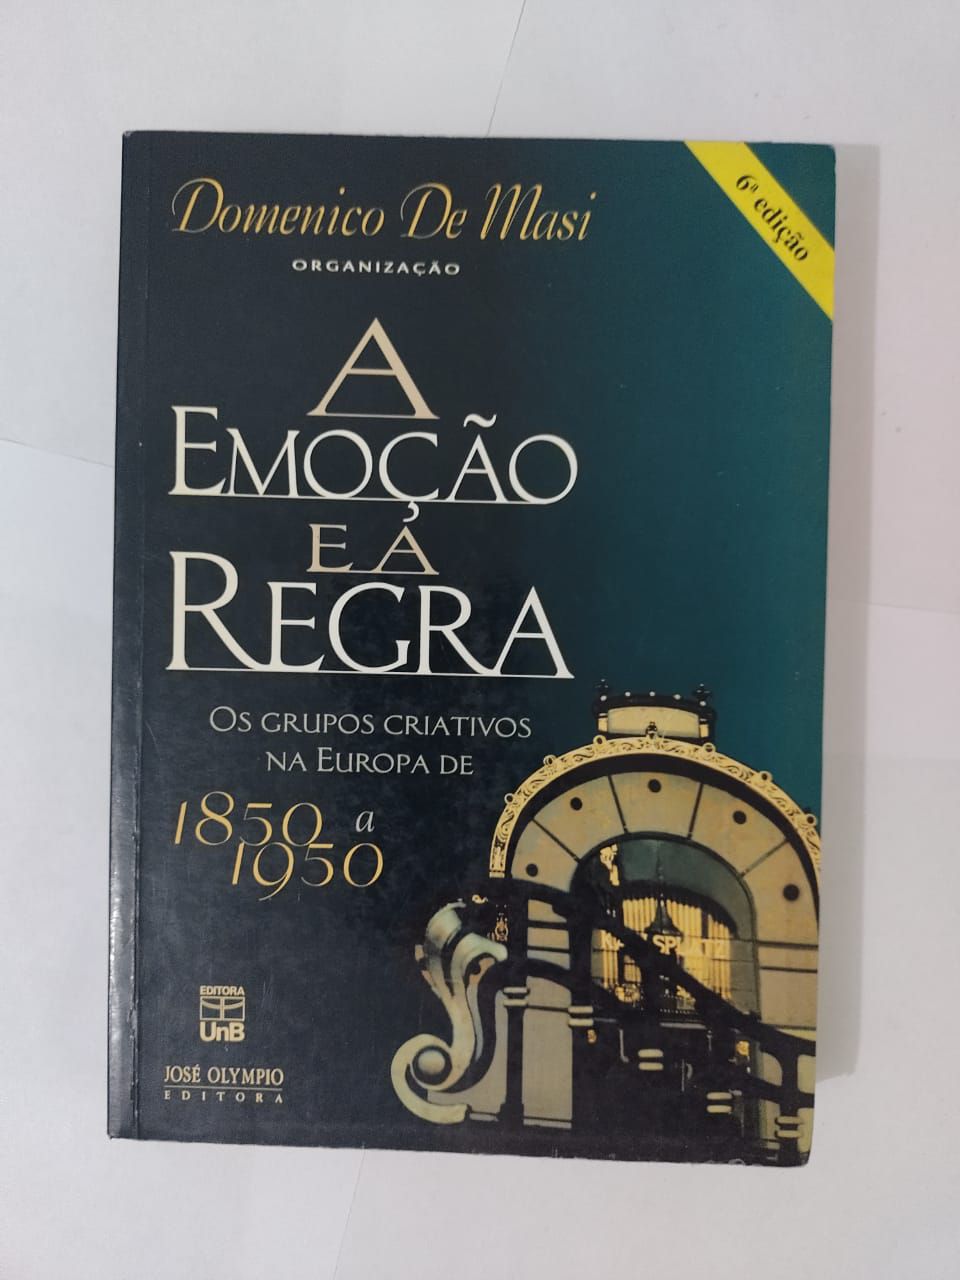 Domenico De Masi
ORGANIZAÇÃO
6ª edição
A
EMOÇÃO
E A
REGRA
OS GRUPOS CRIATIVOS
NA EUROPA DE
1850 a
1950
EDITORA
UnB
JOSÉ OLYMPIO
EDITORA